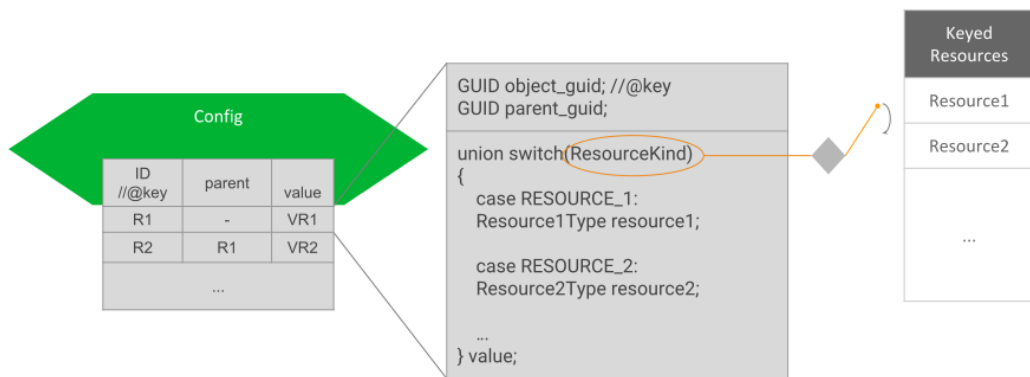 Config
ID
//@key
parent
value
R1
-
VR1
R2
R1
VR2
...
GUID object_guid; //@key
GUID parent_guid;
union switch(ResourceKind)
{
case RESOURCE_1:
Resource1Type resource1;
case RESOURCE_2:
Resource2Type resource2;
...
} value;
Keyed
Resources
Resource1
Resource2
...